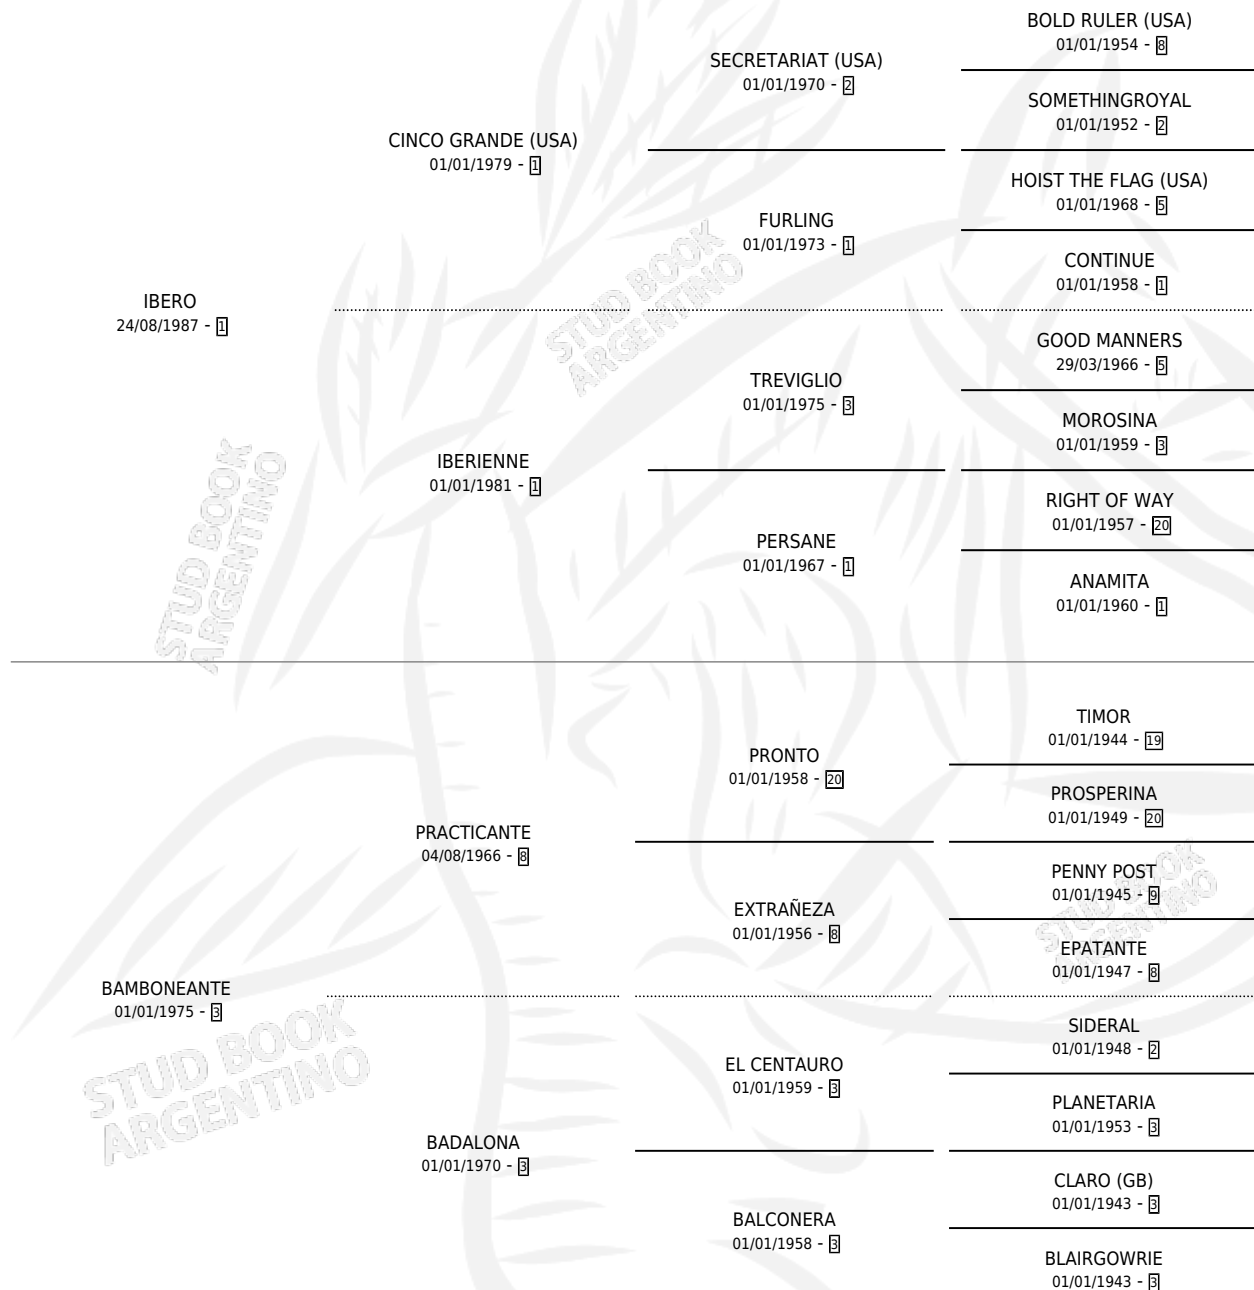 BOLD RULER (USA)
01/01/1954 - 8
SECRETARIAT (USA)
01/01/1970 - 2
SOMETHINGROYAL
01/01/1952 - 2
CINCO GRANDE (USA)
01/01/1979 - 1
HOIST THE FLAG (USA)
01/01/1968 - 5
FURLING
01/01/1973 - 1
CONTINUE
01/01/1958 - 1
IBERO
24/08/1987 - 1
STUD BOOK
ARGENTINO
GOOD MANNERS
29/03/1966 - 5
TREVIGLIO
01/01/1975 - 3
MOROSINA
01/01/1959 - 3
IBERIENNE
01/01/1981 - 1
RIGHT OF WAY
01/01/1957 - 20
PERSANE
01/01/1967 - 1
ANAMITA
01/01/1960 - 1
STUD BOOK
ARGENTINO
TIMOR
01/01/1944 - 19
PRONTO
01/01/1958 - 20
PROSPERINA
01/01/1949 - 20
PRACTICANTE
04/08/1966 - 8
PENNY POST
01/01/1945 - 9
EXTRAÑEZA
01/01/1956 - 8
STUD BOOK
ARGENTINO
EPATANTE
01/01/1947 - 8
BAMBONEANTE
01/01/1975 - 3
SIDERAL
01/01/1948 - 2
EL CENTAURO
01/01/1959 - 3
STUD BOOK
ARGENTINO
PLANETARIA
01/01/1953 - 3
BADALONA
01/01/1970 - 3
CLARO (GB)
01/01/1943 - 3
BALCONERA
01/01/1958 - 3
BLAIRGOWRIE
01/01/1943 - 3